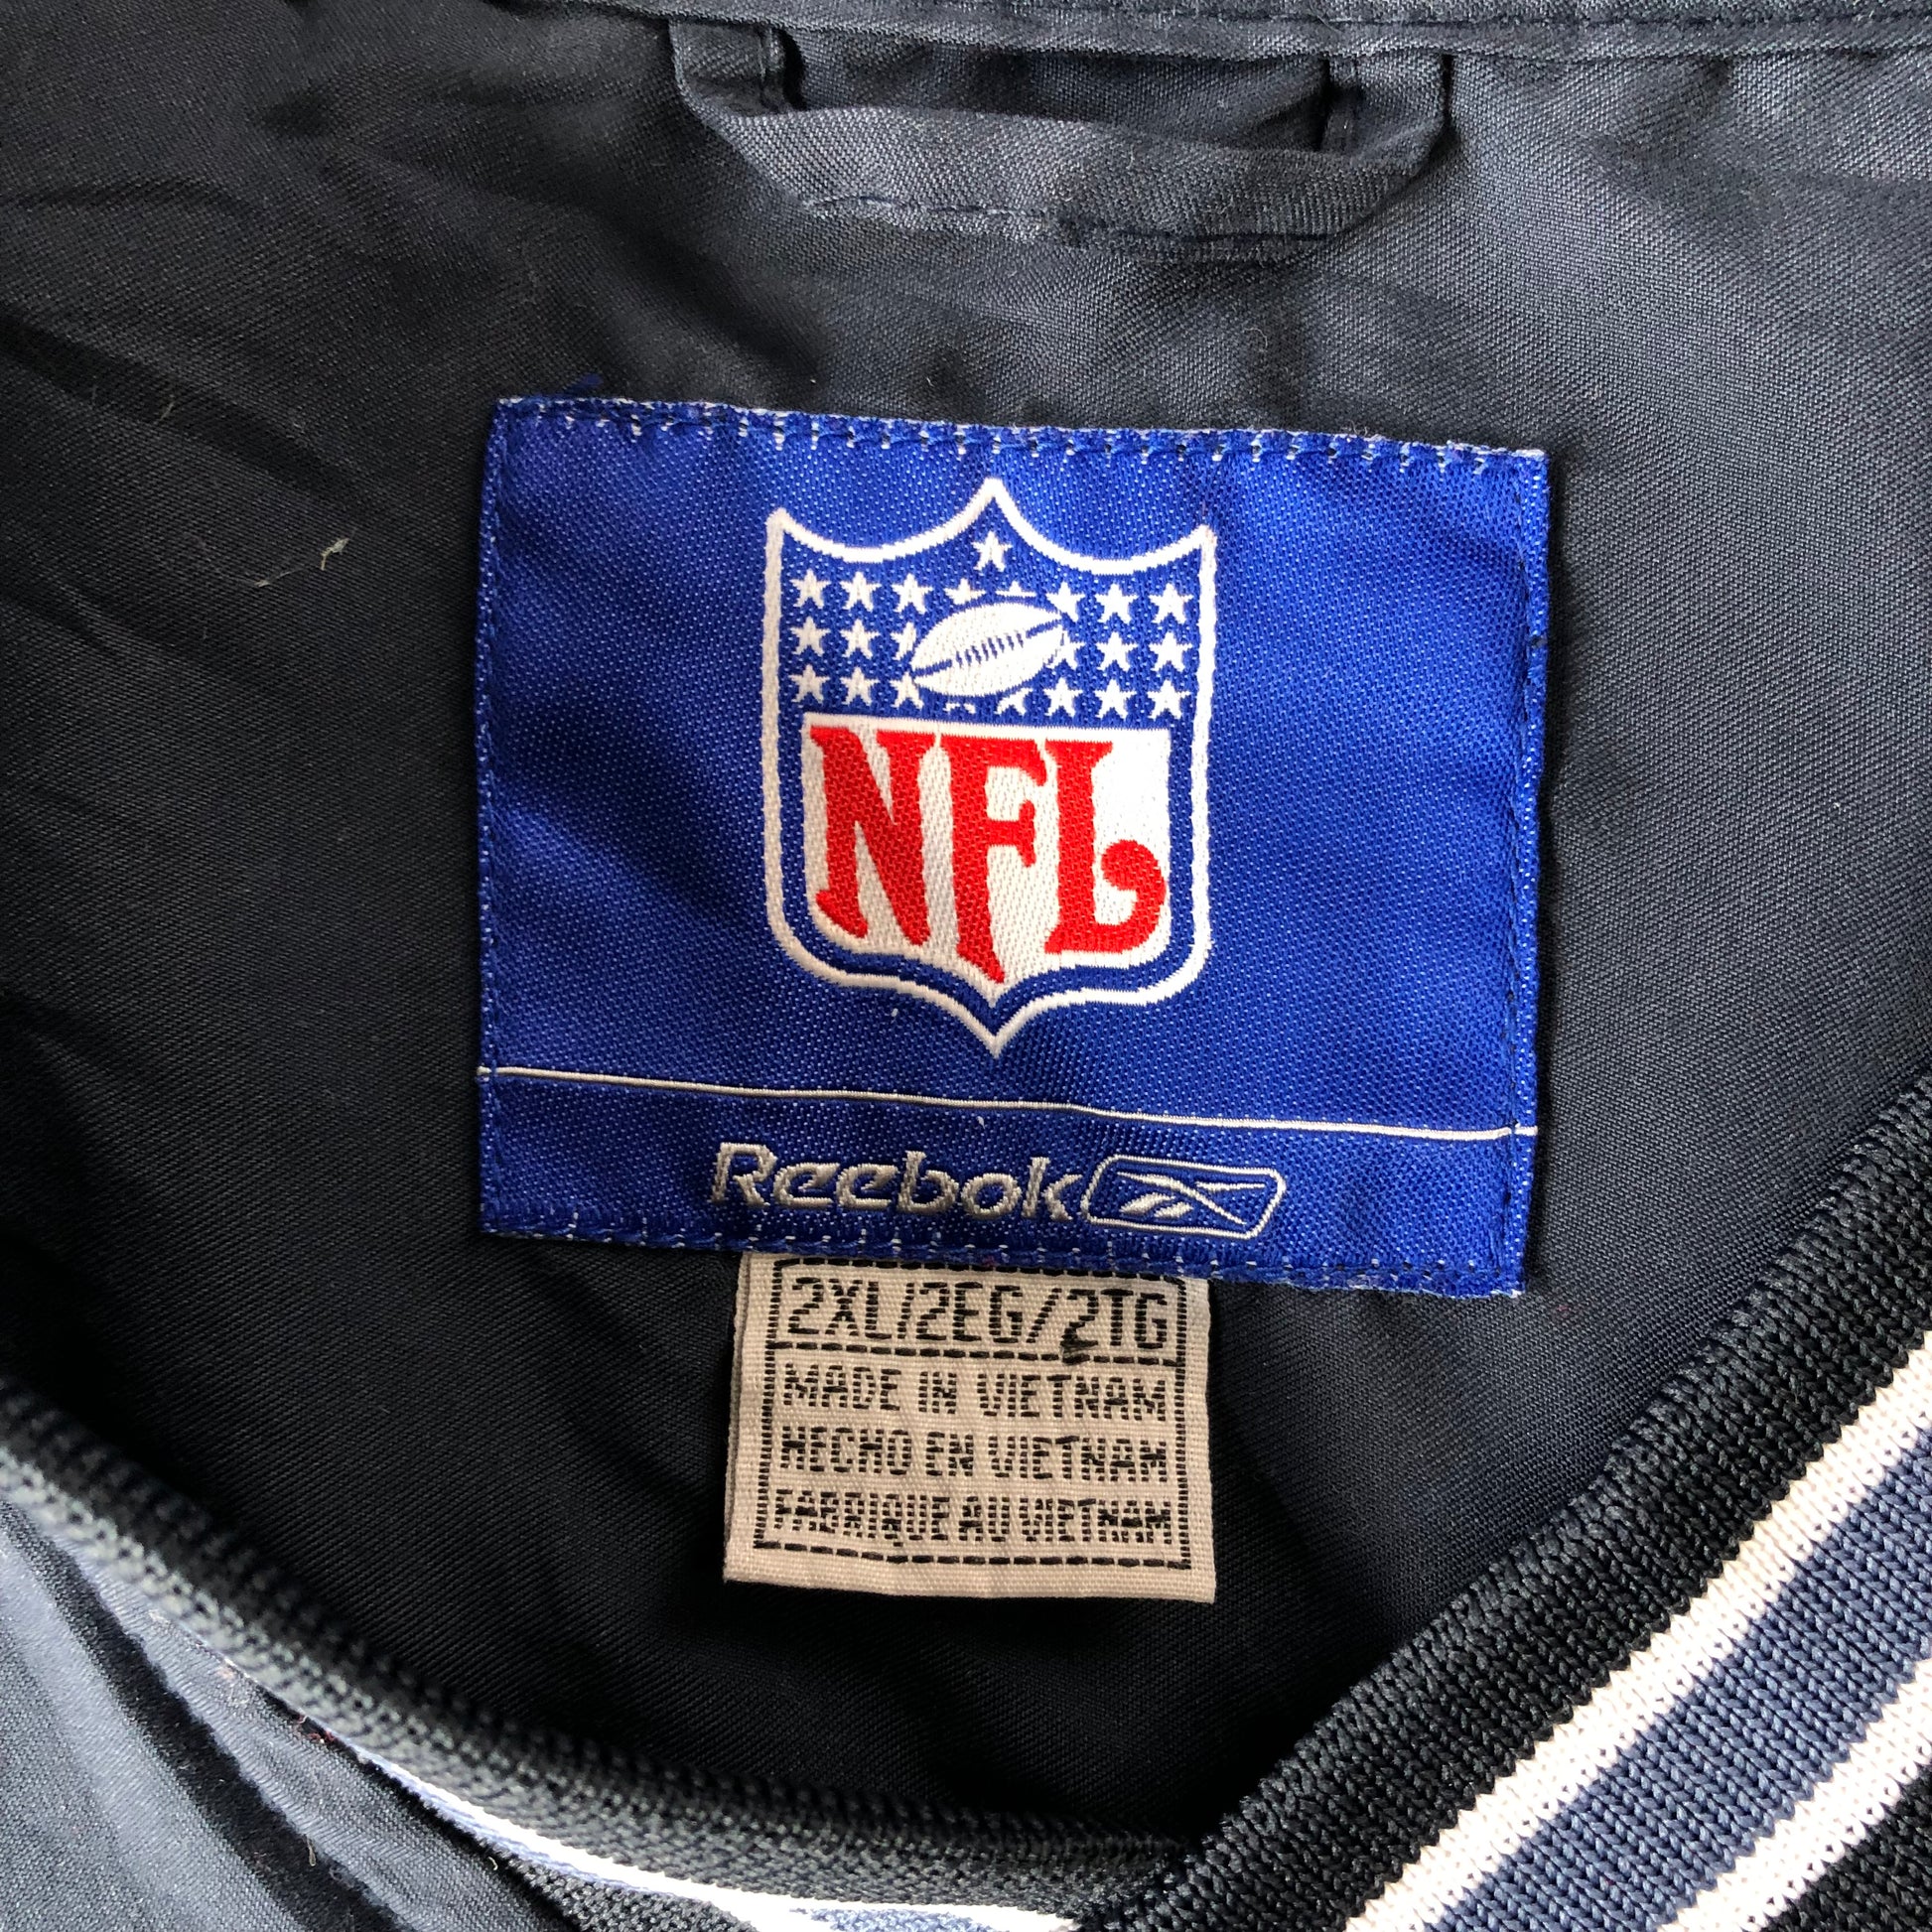 NFL
Reebok
2XL/2EG/2TG
MADE IN VIETNAM
HECHO EN VIETNAM
FABRIQUE AU VIETNAM